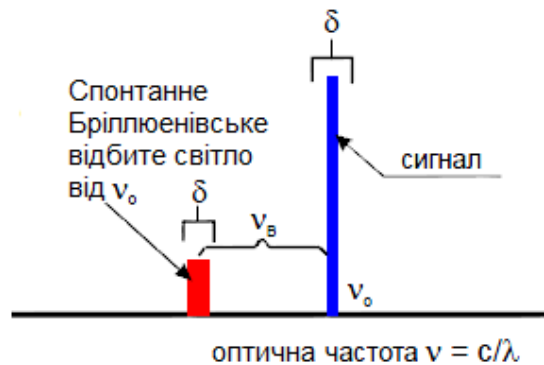 δ
Спонтанне
Бріллюенівське
відбите світло
від ν₀
сигнал
δ
ν_B
ν₀
оптична частота ν = c/λ